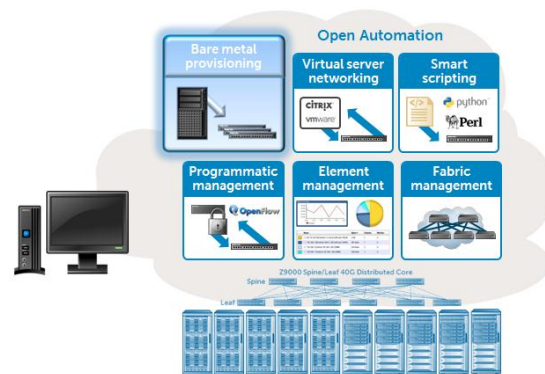 Open Automation
Bare metal
provisioning
Virtual server
networking
CITRIX
vmware
Smart
scripting
python
Perl
Programmatic
management
OpenFlow
Element
management
Fabric
management
Z9000 Spine/Leaf 40G Distributed Core
Spine
Leaf